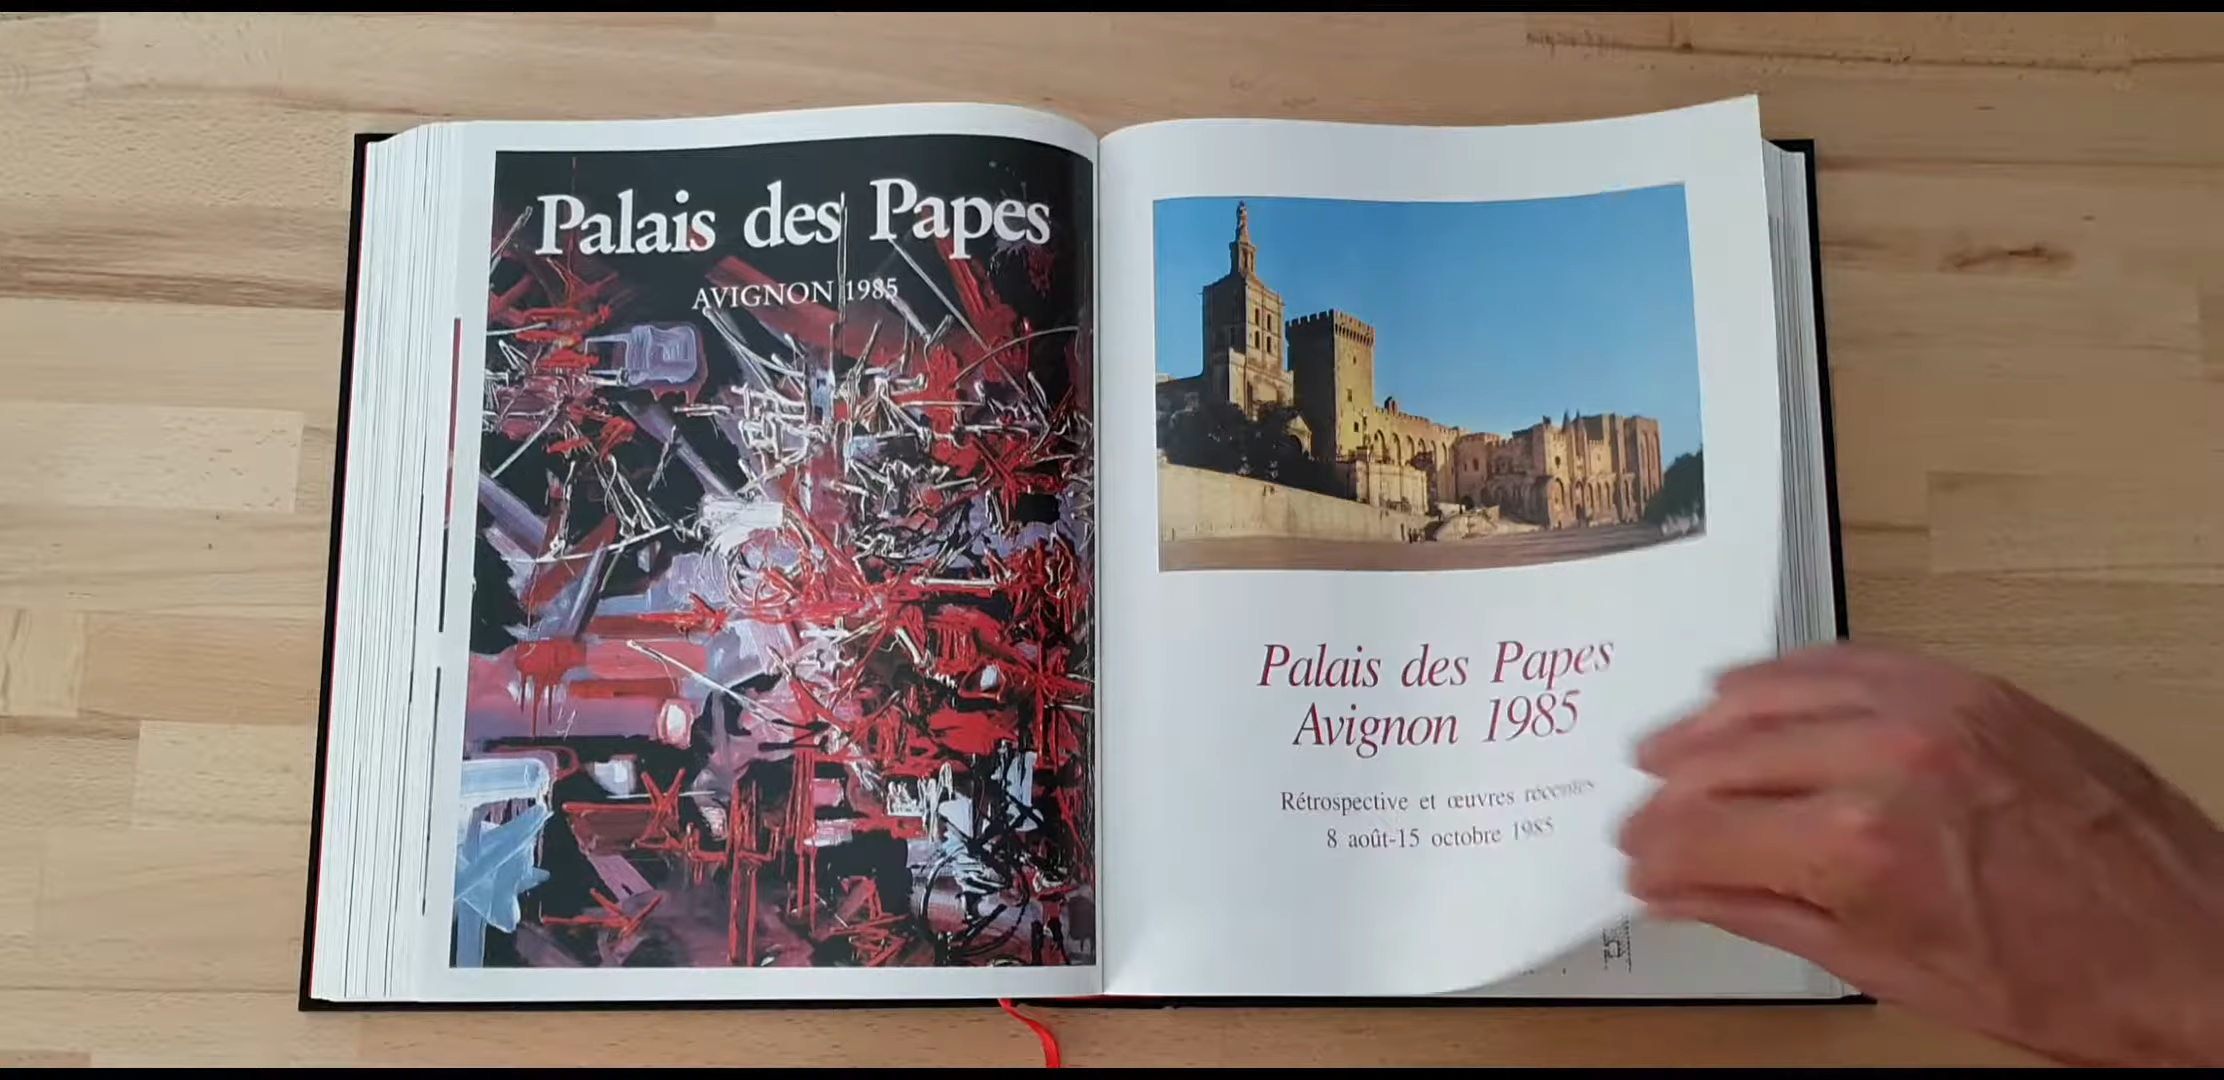 Palais des Papes
AVIGNON 1985
Palais des Papes
Avignon 1985
Rétrospective et œuvres récentes
8 août-15 octobre 1985